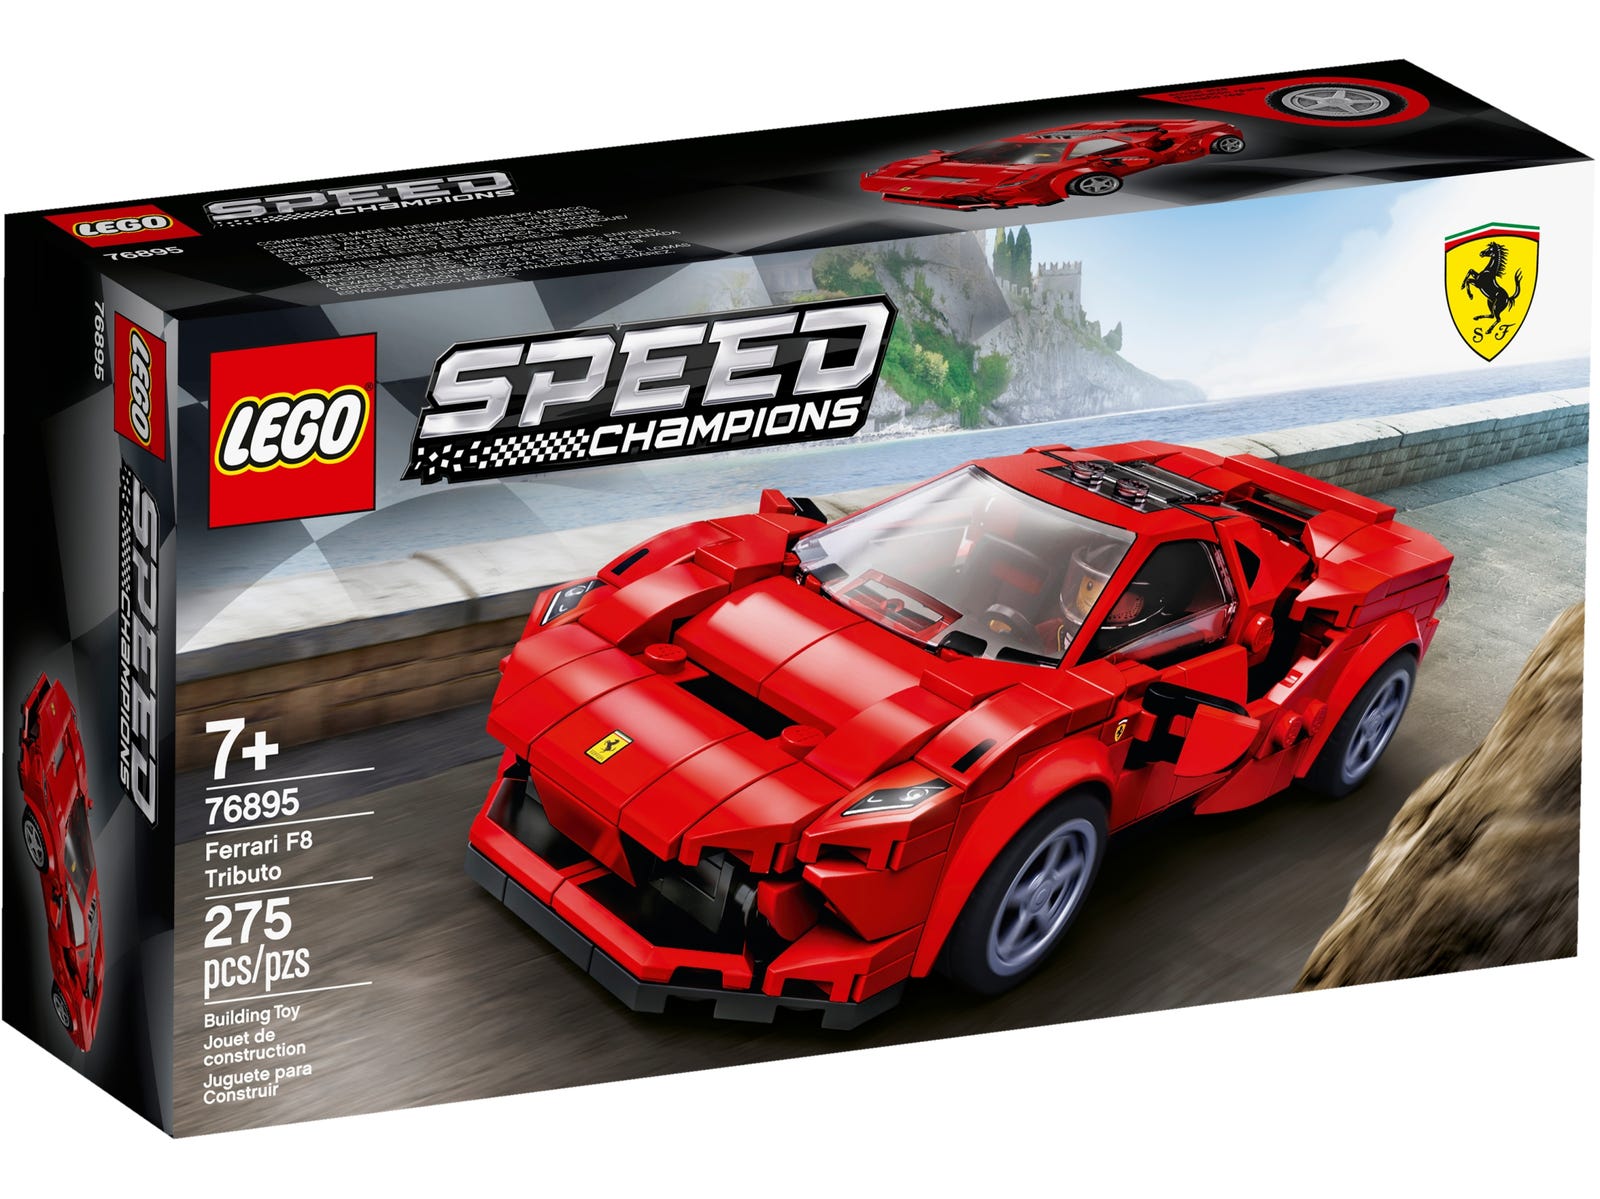 LEGO
SPEED
CHAMPIONS
76895
LEGO
76895
SPEED
CHAMPIONS
LEGO®
SPEED
CHAMPIONS
S F
7+
76895
Ferrari F8
Tributo
275
pcs/pzs
Building Toy
Jouet de
construction
Juguete para
Construir